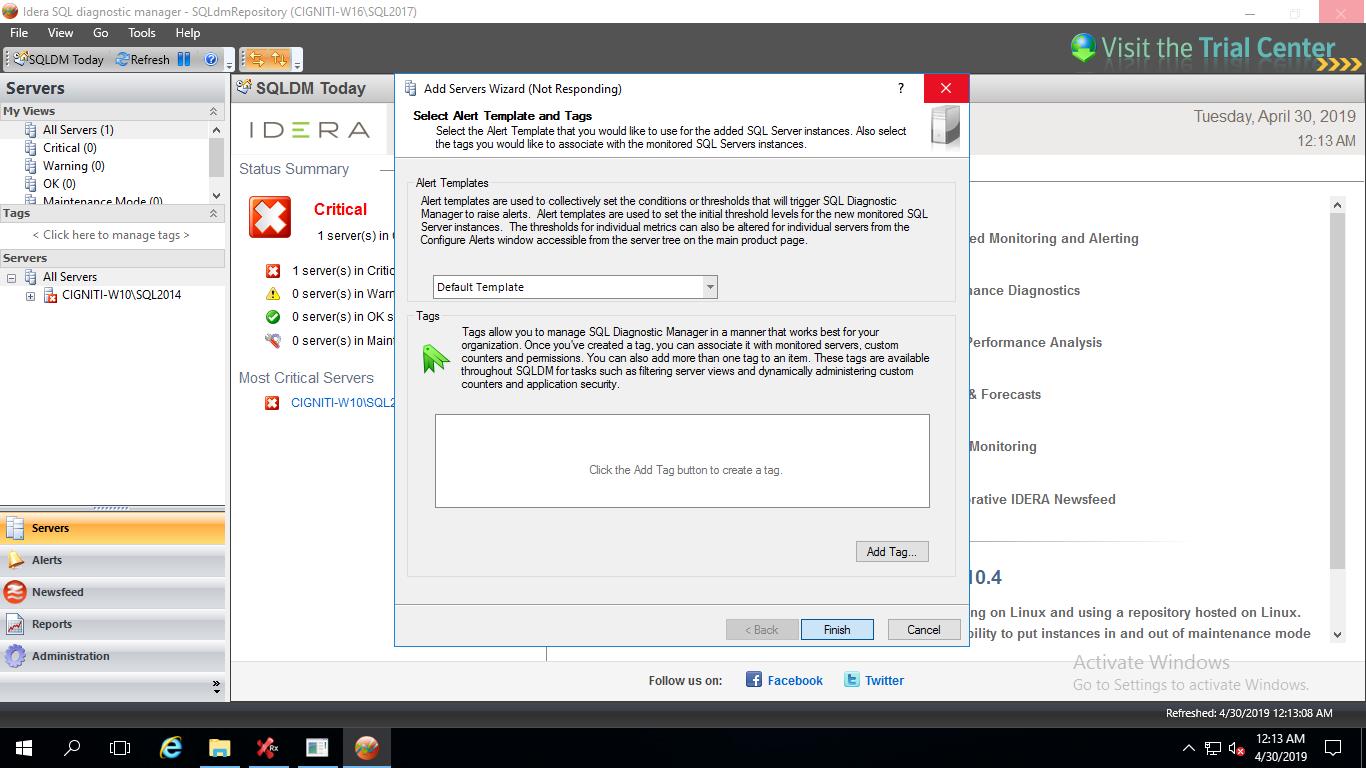 Idera SQL diagnostic manager - SQLdmRepository (CIGNITI-W16\SQL2017)
File View Go Tools Help
SQLDM Today Refresh
Visit the Trial Center
Servers
My Views
All Servers (1)
Critical (0)
Warning (0)
OK (0)
Maintenance Mode (0)
Tags
< Click here to manage tags >
Servers
All Servers
CIGNITI-W10\SQL2014
Servers
Alerts
Newsfeed
Reports
Administration
SQLDM Today
IDERA
Tuesday, April 30, 2019
12:13 AM
Status Summary
Critical
1 server(s) in
1 server(s) in Critic
0 server(s) in Warn
0 server(s) in OK s
0 server(s) in Main
Most Critical Servers
CIGNITI-W10\SQL2
Add Servers Wizard (Not Responding)
?
Select Alert Template and Tags
Select the Alert Template that you would like to use for the added SQL Server instances. Also select
the tags you would like to associate with the monitored SQL Servers instances.
Alert Templates
Alert templates are used to collectively set the conditions or thresholds that will trigger SQL Diagnostic
Manager to raise alerts. Alert templates are used to set the initial threshold levels for the new monitored SQL
Server instances. The thresholds for individual metrics can also be altered for individual servers from the
Configure Alerts window accessible from the server tree on the main product page.
Default Template
Tags
Tags allow you to manage SQL Diagnostic Manager in a manner that works best for your
organization. Once you've created a tag, you can associate it with monitored servers, custom
counters and permissions. You can also add more than one tag to an item. These tags are available
throughout SQLDM for tasks such as filtering server views and dynamically administering custom
counters and application security.
Click the Add Tag button to create a tag.
Add Tag...
< Back Finish Cancel
ed Monitoring and Alerting
nance Diagnostics
Performance Analysis
& Forecasts
Monitoring
rative IDERA Newsfeed
10.4
ng on Linux and using a repository hosted on Linux.
bility to put instances in and out of maintenance mode
Follow us on: Facebook Twitter
Activate Windows
Go to Settings to activate Windows.
Refreshed: 4/30/2019 12:13:08 AM
12:13 AM
4/30/2019